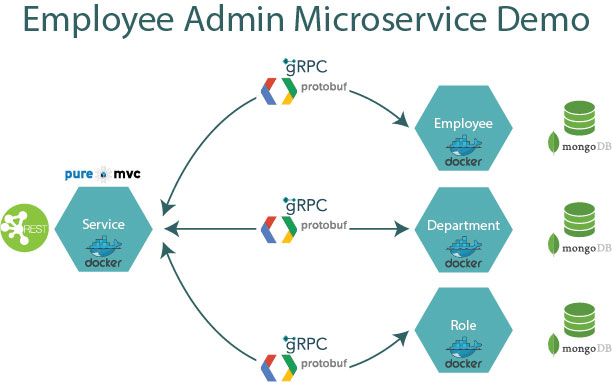 Employee Admin Microservice Demo
gRPC
protobuf
Employee
docker
mongoDB
pure mvc
REST
Service
docker
gRPC
protobuf
Department
docker
mongoDB
gRPC
protobuf
Role
docker
mongoDB